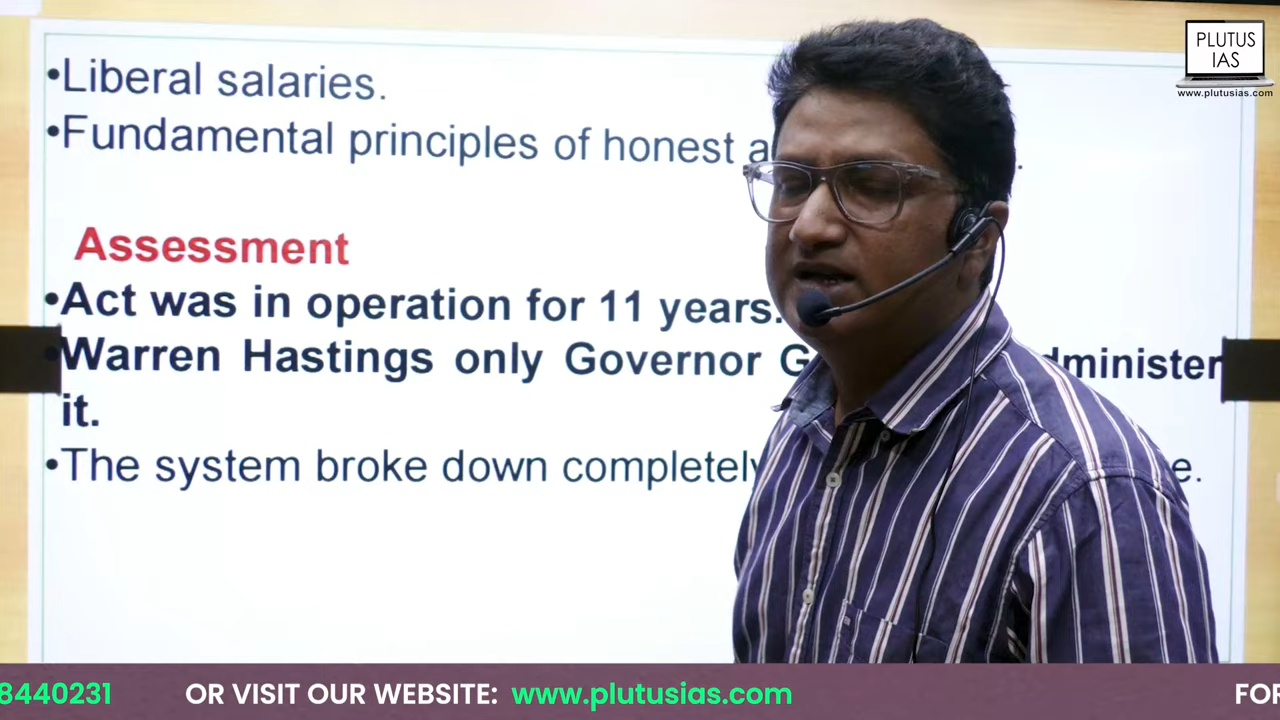 •Liberal salaries.
•Fundamental principles of honest a
Assessment
•Act was in operation for 11 years.
•Warren Hastings only Governor G dminister
it.
•The system broke down completely e.
PLUTUS
IAS
www.plutusias.com
8440231 OR VISIT OUR WEBSITE: www.plutusias.com FOR